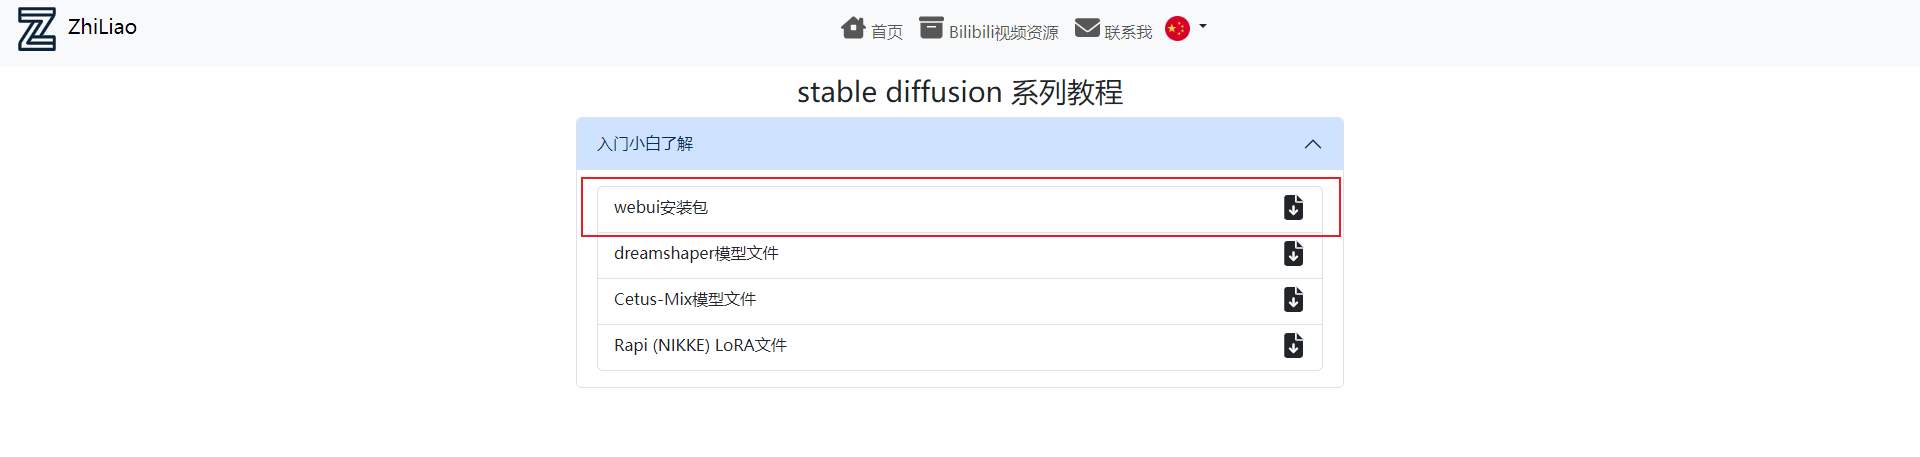 ZhiLiao
首页 Bilibili视频资源 联系我
stable diffusion 系列教程
入门小白了解
webui安装包
dreamshaper模型文件
Cetus-Mix模型文件
Rapi (NIKKE) LoRA文件